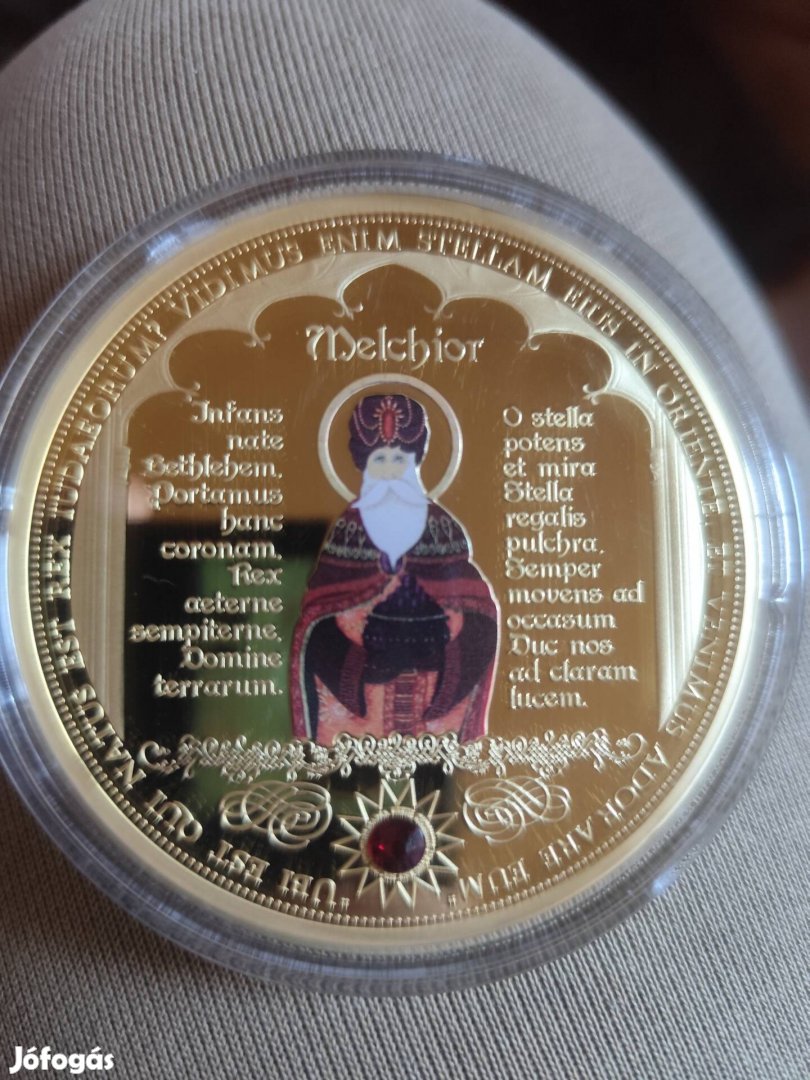 "UBI EST QUI NATUS EST REX IUDAEORUM? VIDIMUS ENIM STELLAM EIUS IN ORIENTE, ET VENIMUS ADORARE EUM"
Melchior
Infans
nate
Bethlehem,
Portamus
hanc
coronam,
Rex
aeterne
sempiterne,
Domine
terrarum.
O stella
potens
et mira
Stella
regalis
pulchra,
Semper
movens ad
occasum
Duc nos
ad claram
lucem.
Jófogás